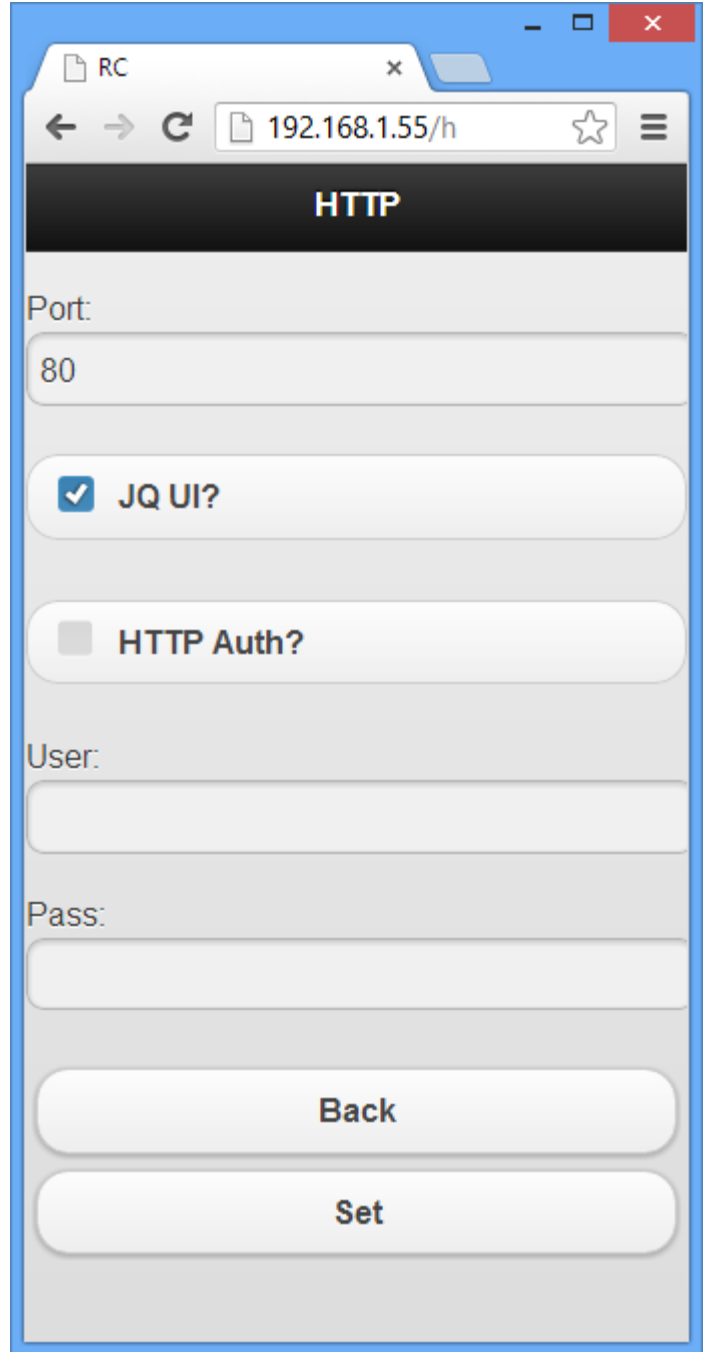 RC
192.168.1.55/h
HTTP
Port:
80
JQ UI?
HTTP Auth?
User:
Pass:
Back
Set